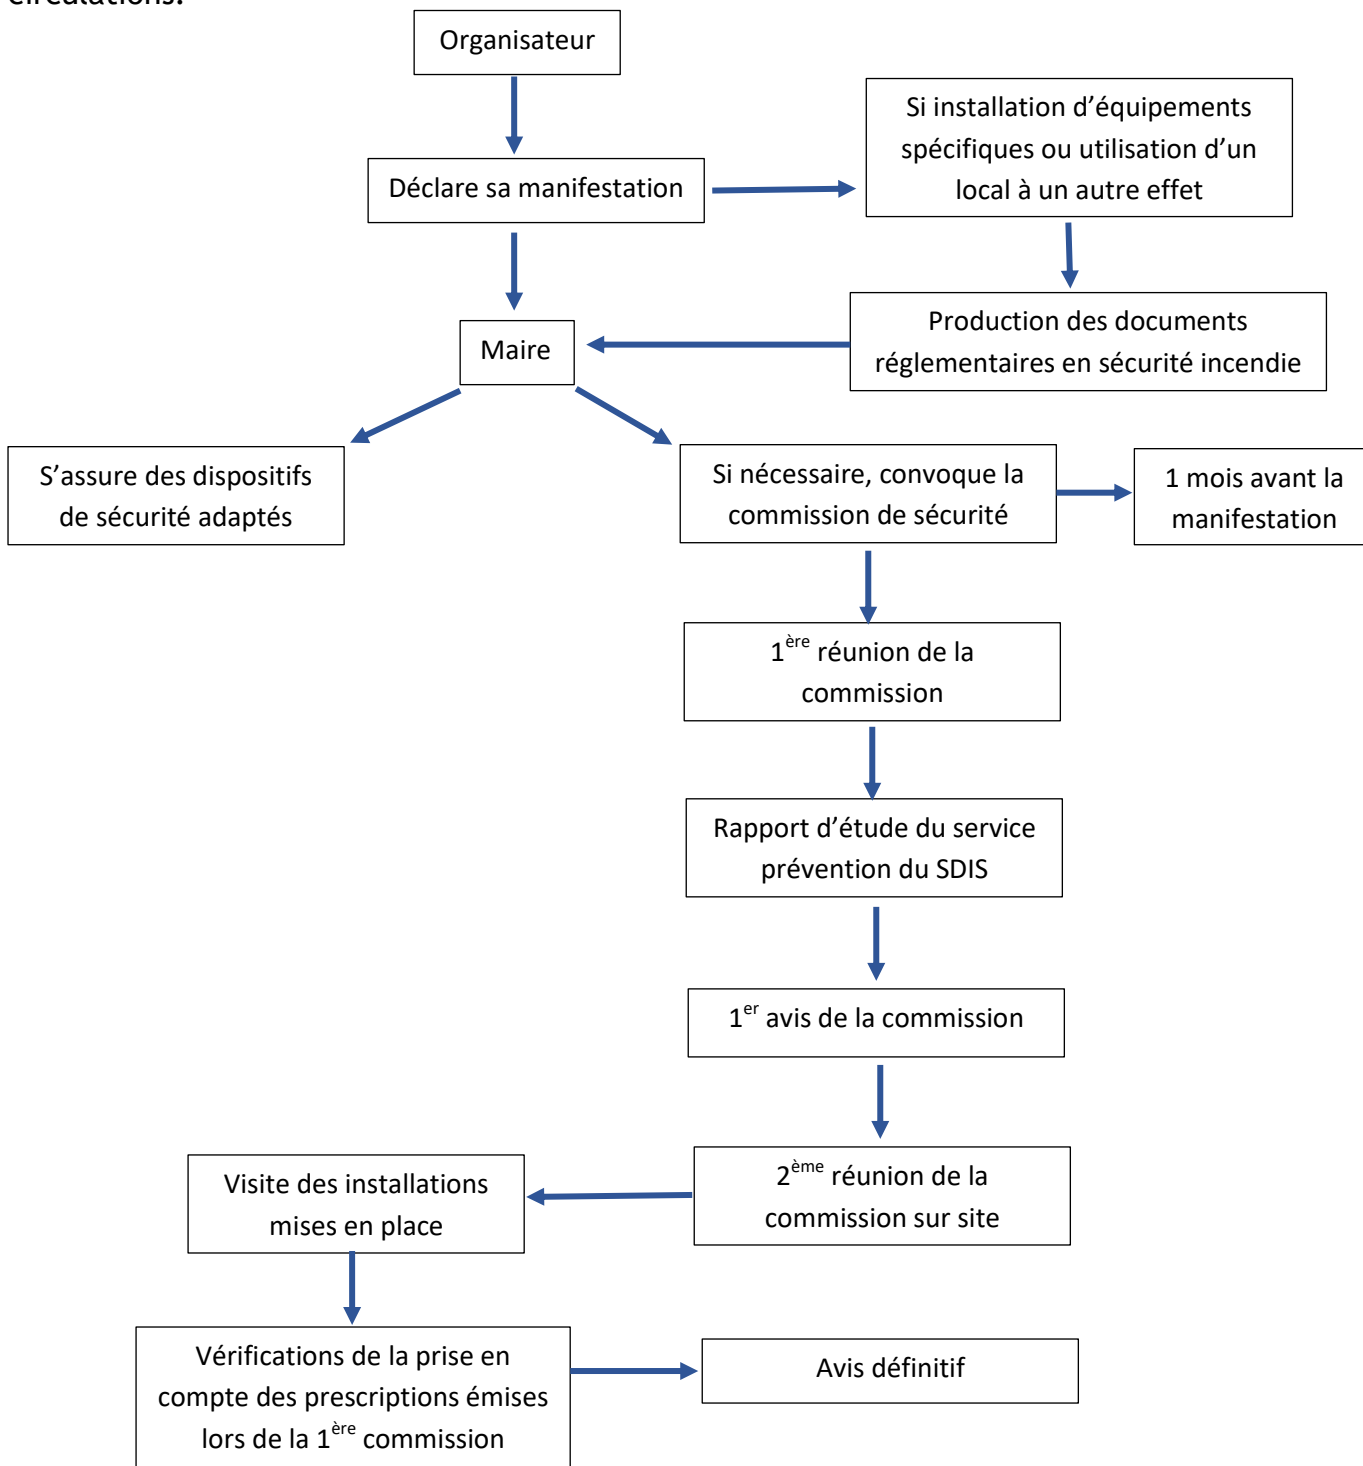 circulations.
Organisateur
Si installation d’équipements
spécifiques ou utilisation d’un
local à un autre effet
Déclare sa manifestation
Production des documents
réglementaires en sécurité incendie
Maire
S’assure des dispositifs
de sécurité adaptés
Si nécessaire, convoque la
commission de sécurité
1 mois avant la
manifestation
1ère réunion de la
commission
Rapport d’étude du service
prévention du SDIS
1er avis de la commission
2ème réunion de la
commission sur site
Visite des installations
mises en place
Vérifications de la prise en
compte des prescriptions émises
lors de la 1ère commission
Avis définitif